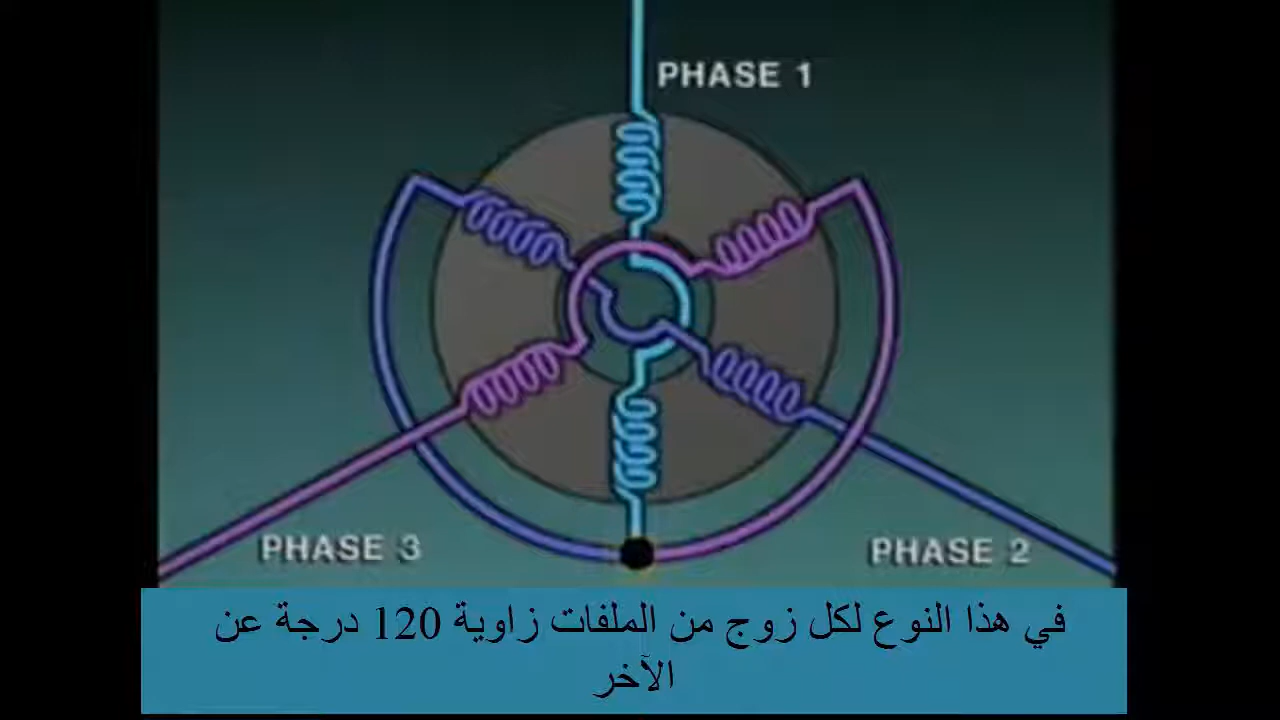 PHASE 1
PHASE 3
PHASE 2
في هذا النوع لكل زوج من الملفات زاوية 120 درجة عن
الآخر